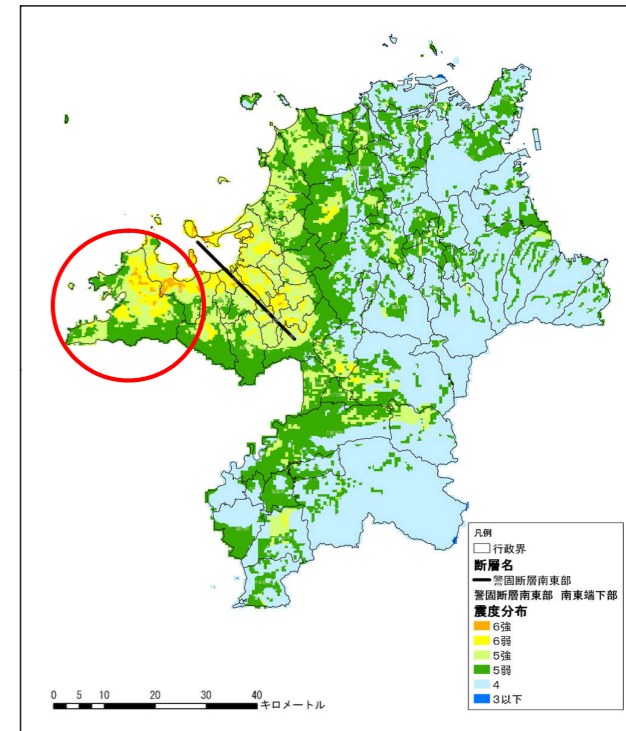 凡例
行政界
断層名
警固断層南東部
警固断層南東部 南東端下部
震度分布
6強
6弱
5強
5弱
4
3以下
0 5 10 20 30 40
キロメートル